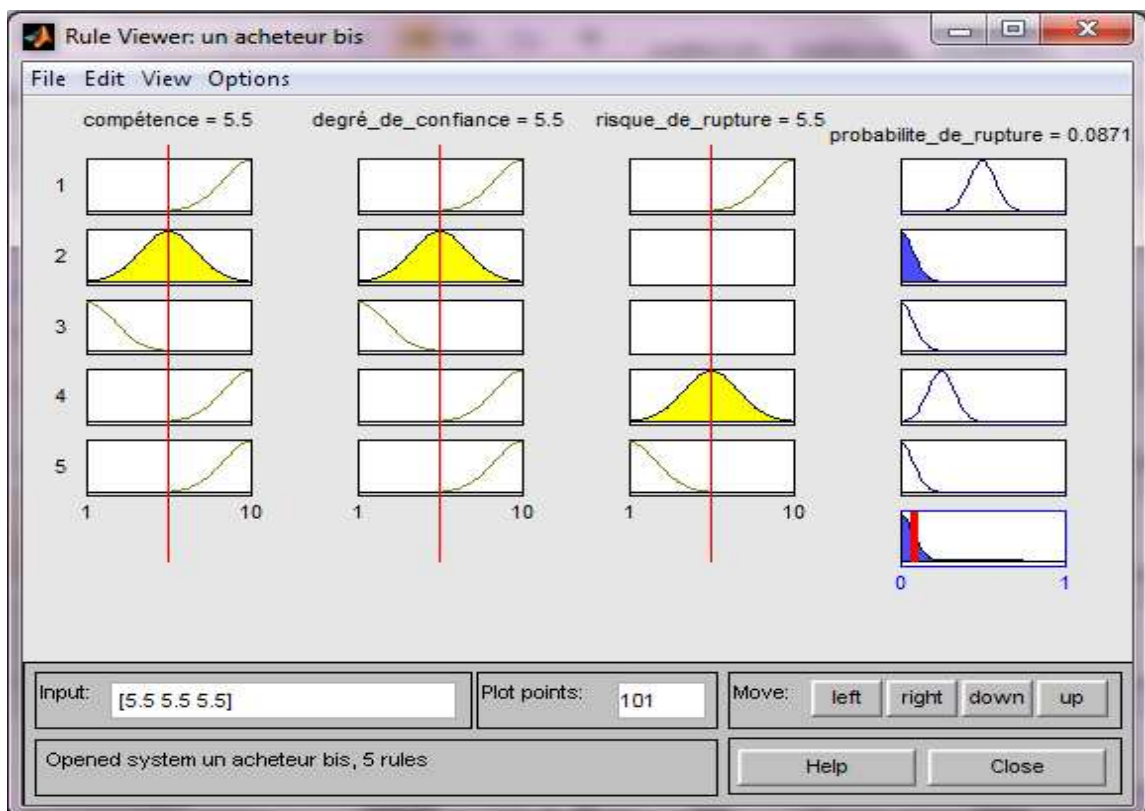 Rule Viewer: un acheteur bis
File Edit View Options
compétence = 5.5 degré_de_confiance = 5.5 risque_de_rupture = 5.5 probabilite_de_rupture = 0.0871
1
2
3
4
5
1 10 1 10 1 10
0 1
Input: [5.5 5.5 5.5] Plot points: 101 Move: left right down up
Opened system un acheteur bis, 5 rules Help Close